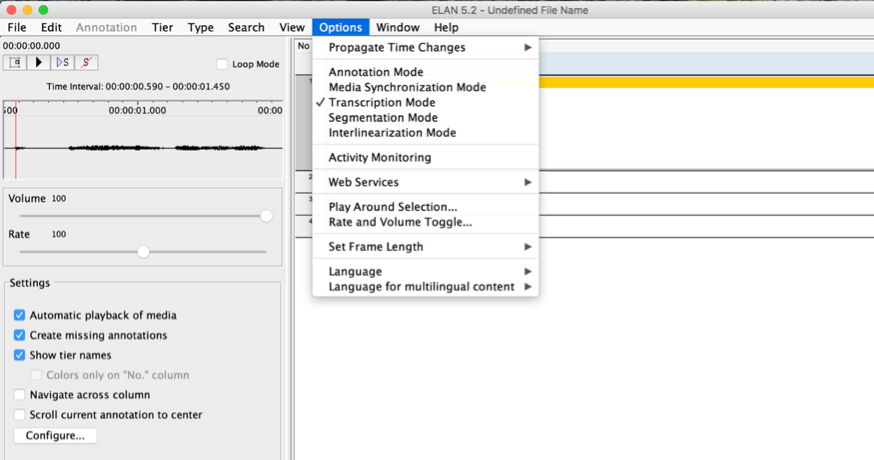 ELAN 5.2 - Undefined File Name
File Edit Annotation Tier Type Search View Options Window Help
00:00:00.000
Loop Mode
Time Interval: 00:00:00.590 - 00:00:01.450
00:00:01.000 00:00
Volume 100
Rate 100
Settings
Automatic playback of media
Create missing annotations
Show tier names
Colors only on "No." column
Navigate across column
Scroll current annotation to center
Configure...
No
1
2
3
4
Propagate Time Changes
Annotation Mode
Media Synchronization Mode
✓ Transcription Mode
Segmentation Mode
Interlinearization Mode
Activity Monitoring
Web Services
Play Around Selection...
Rate and Volume Toggle...
Set Frame Length
Language
Language for multilingual content